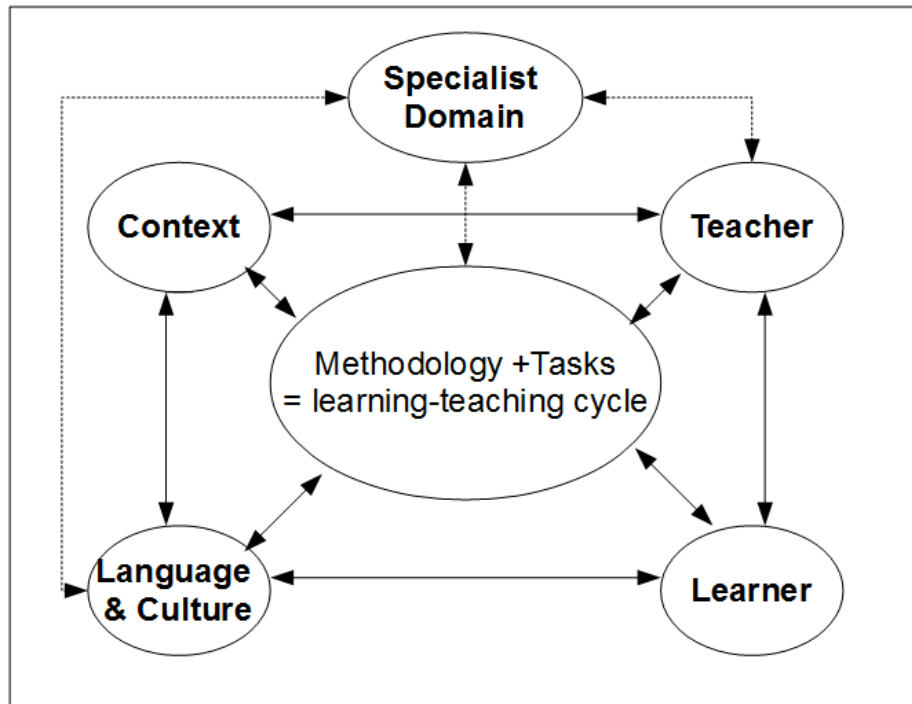 Specialist
Domain
Context
Teacher
Methodology +Tasks
= learning-teaching cycle
Language
& Culture
Learner